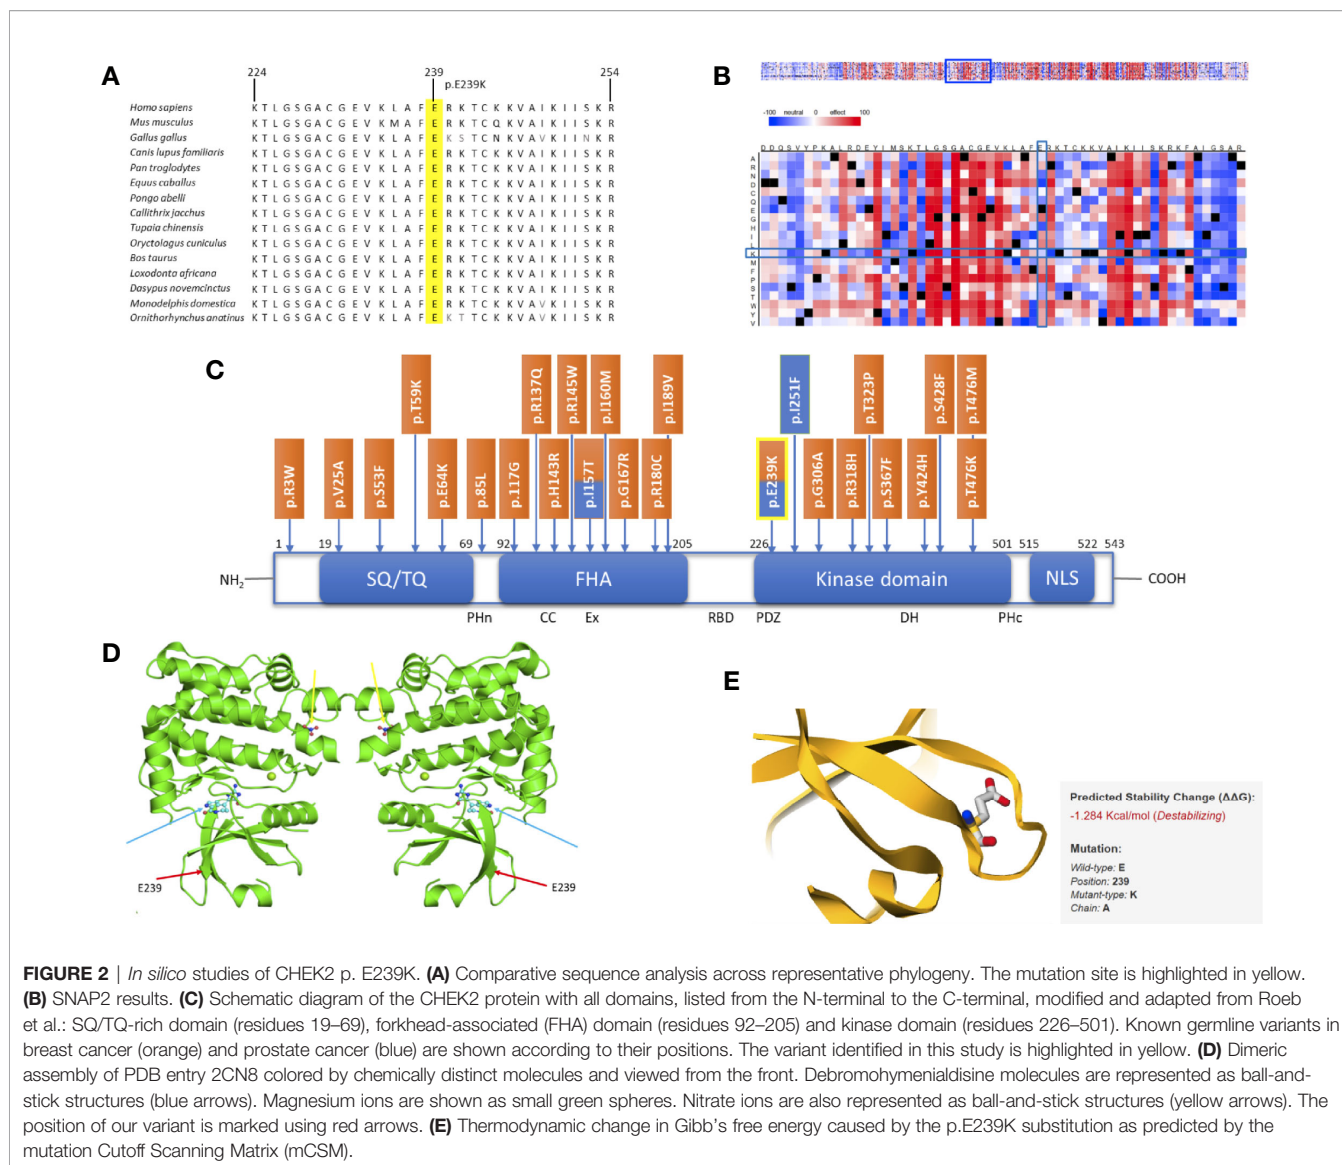 A
224 239 254
p.E239K
Homo sapiens K T L G S G A C G E V K L A F E R K T C K K V A I K I I S K R
Mus musculus K T L G S G A C G E V K M A F E R K T C Q K V A I K I I S K R
Gallus gallus K T L G S G A C G E V K L A F E K S T C N K V A V K I I N K R
Canis lupus familiaris K T L G S G A C G E V K L A F E R K T C K K V A I K I I S K R
Pan troglodytes K T L G S G A C G E V K L A F E R K T C K K V A I K I I S K R
Equus caballus K T L G S G A C G E V K L A F E R K T C K K V A I K I I S K R
Pongo abelli K T L G S G A C G E V K L A F E R K T C K K V A I K I I S K R
Callithrix jacchus K T L G S G A C G E V K L A F E R K T C K K V A I K I I S K R
Tupaia chinensis K T L G S G A C G E V K L A F E R K T C K K V A I K I I S K R
Oryctolagus cuniculus K T L G S G A C G E V K L A F E R K T C K K V A I K I I S K R
Bos taurus K T L G S G A C G E V K L A F E R K T C K K V A I K I I S K R
Loxodonta africana K T L G S G A C G E V K L A F E R K T C K K V A I K I I S K R
Dasypus novemcinctus K T L G S G A C G E V K L A F E R K T C K K V A I K I I S K R
Monodelphis domestica K T L G S G A C G E V K L A F E R K T C K K V A V K I I S K R
Ornithorhynchus anatinus K T L G S G A C G E V K L A F E K T T C K K V A V K I I S K R
B
-100 neutral 0 effect 100
D D Q S V Y P K A L R D E Y I M S K T L G S G A C G E V K L A F E R K T C K K V A I K I I S K R K F A I G S A R
A
R
N
D
C
Q
E
G
H
I
L
K
M
F
P
S
T
W
Y
V
C
p.T59K p.R137Q p.R145W p.I160M p.I189V p.I251F p.T323P p.S428F p.T476M
p.R3W p.V25A p.S53F p.E64K p.85L p.117G p.H143R p.I157T p.G167R p.R180C p.E239K p.G306A p.R318H p.S367F p.Y424H p.T476K
1 19 69 92 205 226 501 515 522 543
NH2 SQ/TQ FHA Kinase domain NLS COOH
PHn CC Ex RBD PDZ DH PHc
D
E239 E239
E
Predicted Stability Change (ΔΔG):
-1.284 Kcal/mol (Destabilizing)
Mutation:
Wild-type: E
Position: 239
Mutant-type: K
Chain: A
FIGURE 2 | In silico studies of CHEK2 p. E239K. (A) Comparative sequence analysis across representative phylogeny. The mutation site is highlighted in yellow.
(B) SNAP2 results. (C) Schematic diagram of the CHEK2 protein with all domains, listed from the N-terminal to the C-terminal, modified and adapted from Roeb
et al.: SQ/TQ-rich domain (residues 19–69), forkhead-associated (FHA) domain (residues 92–205) and kinase domain (residues 226–501). Known germline variants in
breast cancer (orange) and prostate cancer (blue) are shown according to their positions. The variant identified in this study is highlighted in yellow. (D) Dimeric
assembly of PDB entry 2CN8 colored by chemically distinct molecules and viewed from the front. Debromohymenialdisine molecules are represented as ball-and-
stick structures (blue arrows). Magnesium ions are shown as small green spheres. Nitrate ions are also represented as ball-and-stick structures (yellow arrows). The
position of our variant is marked using red arrows. (E) Thermodynamic change in Gibb's free energy caused by the p.E239K substitution as predicted by the
mutation Cutoff Scanning Matrix (mCSM).